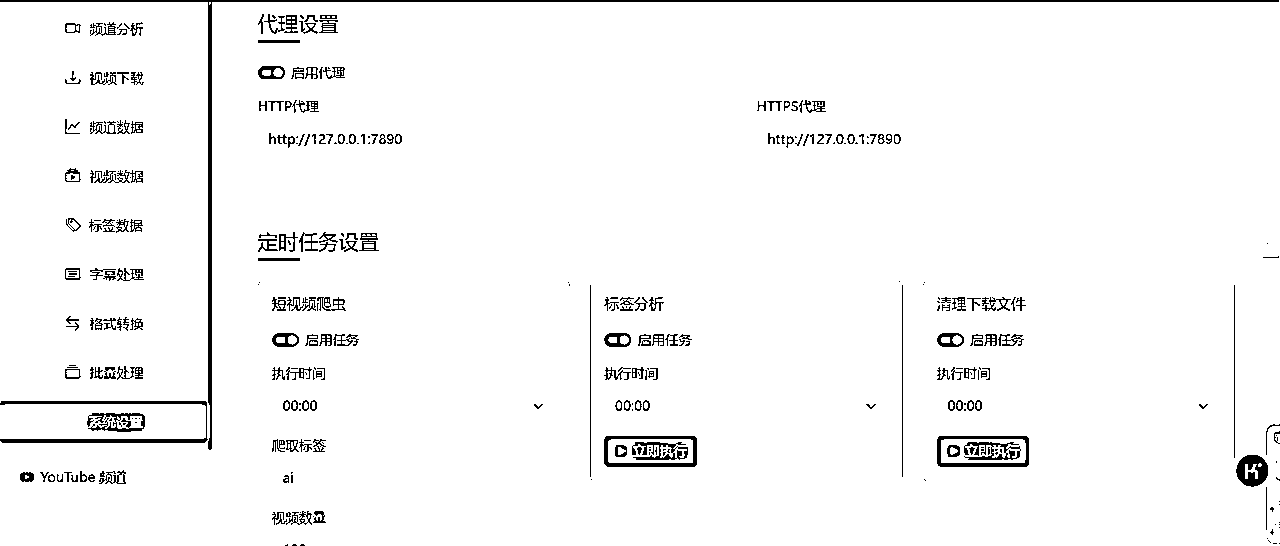 频道分析
视频下载
频道数据
视频数据
标签数据
字幕处理
格式转换
批量处理
系统设置
YouTube 频道
代理设置
启用代理
HTTP代理
http://127.0.0.1:7890
HTTPS代理
http://127.0.0.1:7890
定时任务设置
短视频爬虫
启用任务
执行时间
00:00
爬取标签
ai
视频数量
标签分析
启用任务
执行时间
00:00
立即执行
清理下载文件
启用任务
执行时间
00:00
立即执行